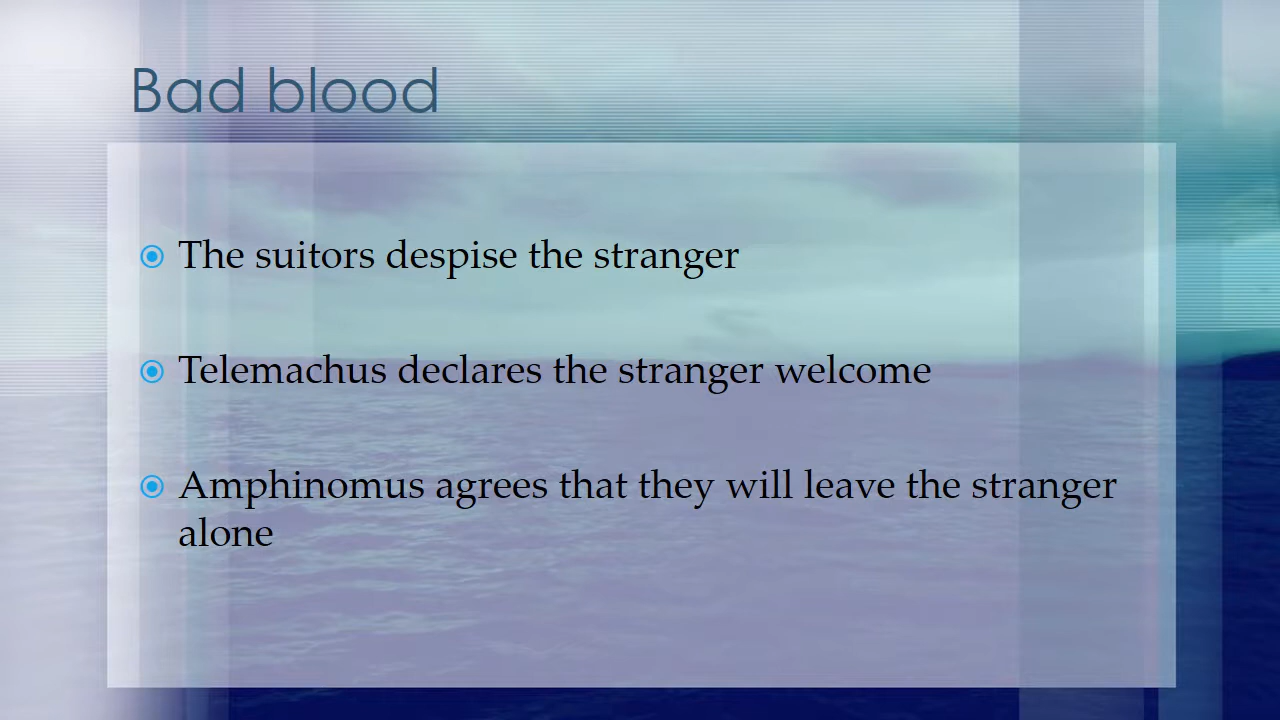 Bad blood
The suitors despise the stranger
Telemachus declares the stranger welcome
Amphinomus agrees that they will leave the stranger
alone